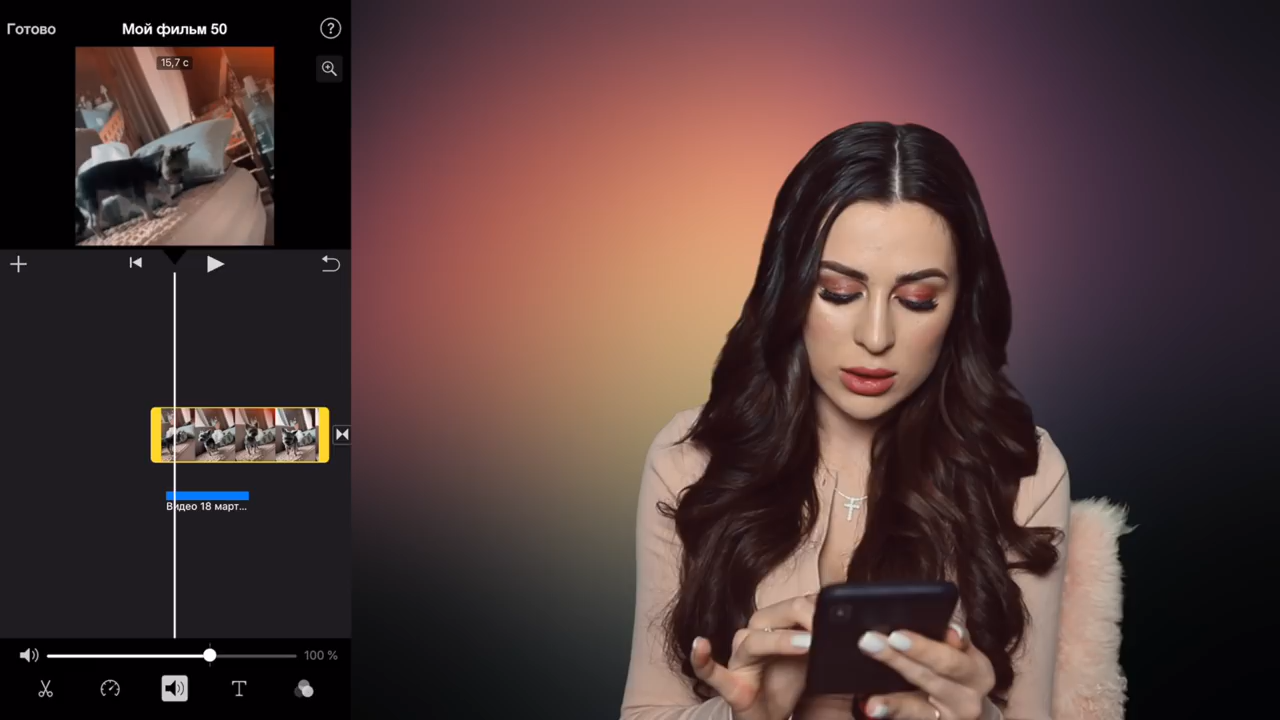 Готово
Мой фильм 50
?
15,7 с
Видео 18 март...
100 %
T